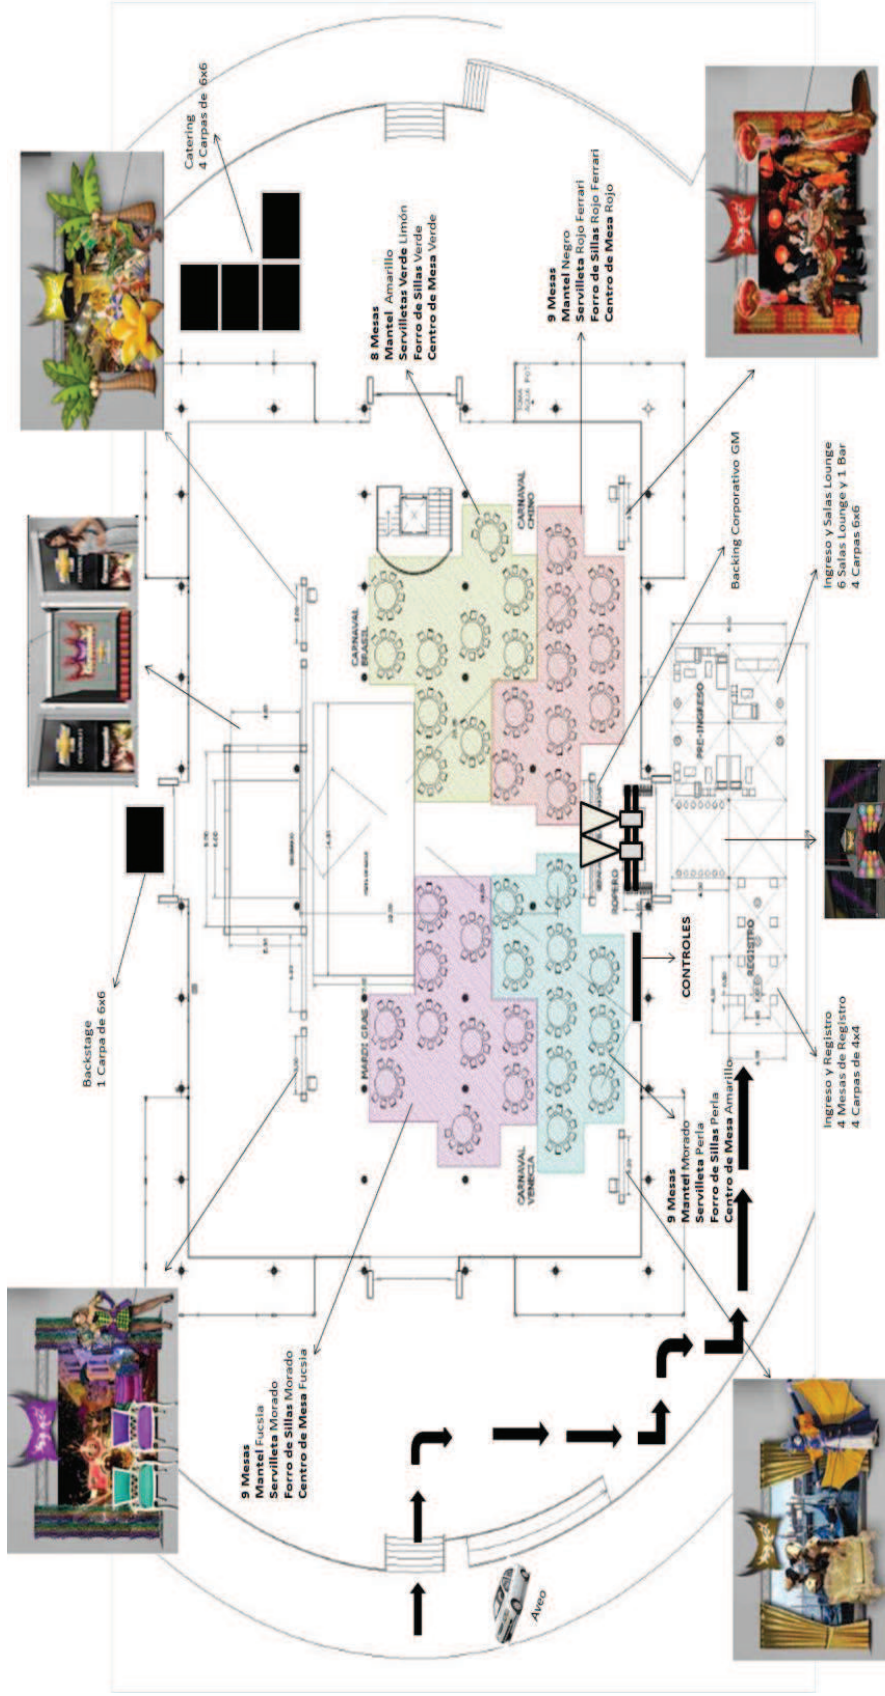 Backstage
1 Carpa de 6x6
Catering
4 Carpas de 6x6
9 Mesas
Mantel Fucsia
Servilleta Morado
Forro de Sillas Morado
Centro de Mesa Fucsia
8 Mesas
Mantel Amarillo
Servilletas Verde Limón
Forro de Sillas Verde
Centro de Mesa Verde
9 Mesas
Mantel Negro
Servilleta Rojo Ferrari
Forro de Sillas Rojo Ferrari
Centro de Mesa Rojo
MARDI GRAS
CARNAVAL
BRASIL
CARNAVAL
VENECIA
CARNAVAL
CHINO
TOMA
AGUA POT.
ROPERO
CONTROLES
Backing Corporativo GM
REGISTRO
PRE-INGRESO
Aveo
9 Mesas
Mantel Morado
Servilleta Perla
Forro de Sillas Perla
Centro de Mesa Amarillo
Ingreso y Registro
4 Mesas de Registro
4 Carpas de 4x4
Ingreso y Salas Lounge
6 Salas Lounge y 1 Bar
4 Carpas 6x6